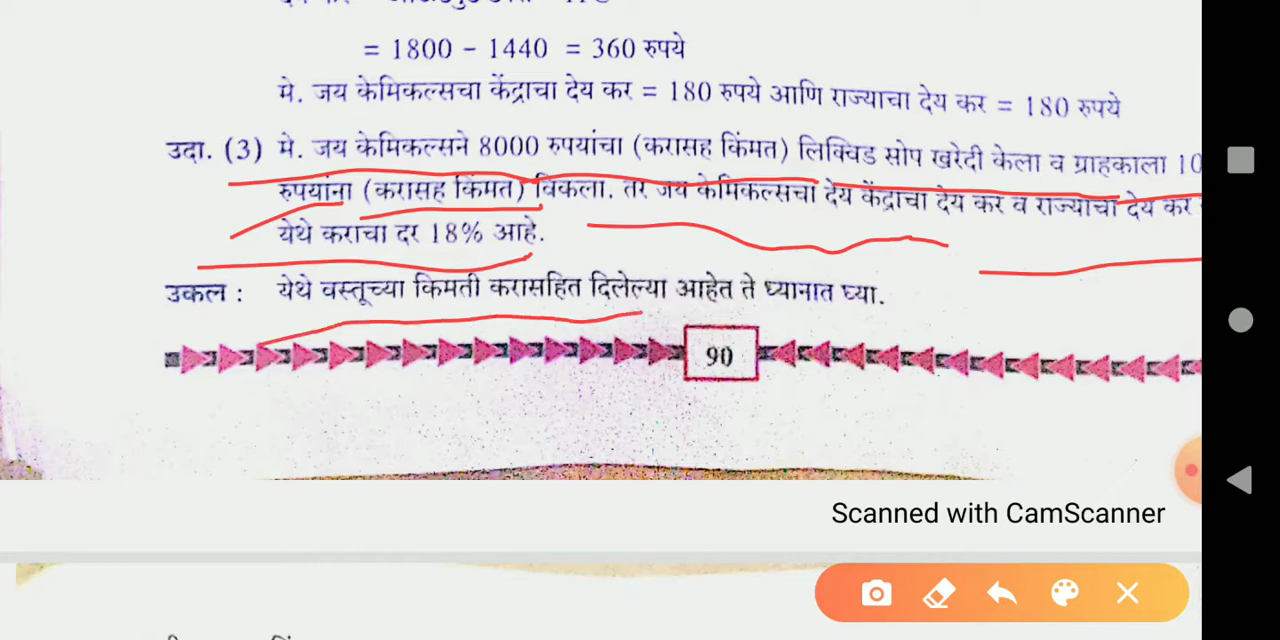 = 1800 - 1440 = 360 रुपये
मे. जय केमिकल्सचा केंद्राचा देय कर = 180 रुपये आणि राज्याचा देय कर = 180 रुपये
उदा. (3) मे. जय केमिकल्सने 8000 रुपयांचा (करासह किंमत) लिक्विड सोप खरेदी केला व ग्राहकाला 10
रुपयांना (करासह किंमत) विकला. तर जय केमिकल्सचा देय केंद्राचा देय कर व राज्याचा देय कर
येथे कराचा दर 18% आहे.
उकल : येथे वस्तूच्या किमती करासहित दिलेल्या आहेत ते ध्यानात घ्या.
90
Scanned with CamScanner